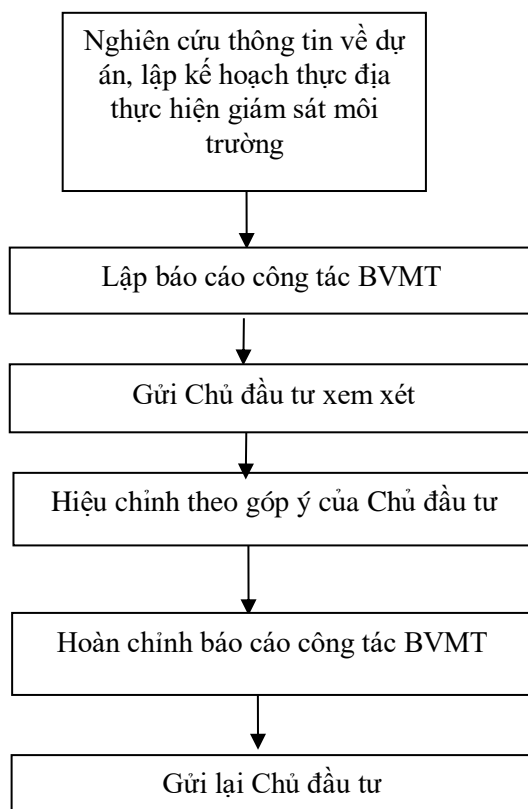 Nghiên cứu thông tin về dự
án, lập kế hoạch thực địa
thực hiện giám sát môi
trường
Lập báo cáo công tác BVMT
Gửi Chủ đầu tư xem xét
Hiệu chỉnh theo góp ý của Chủ đầu tư
Hoàn chỉnh báo cáo công tác BVMT
Gửi lại Chủ đầu tư